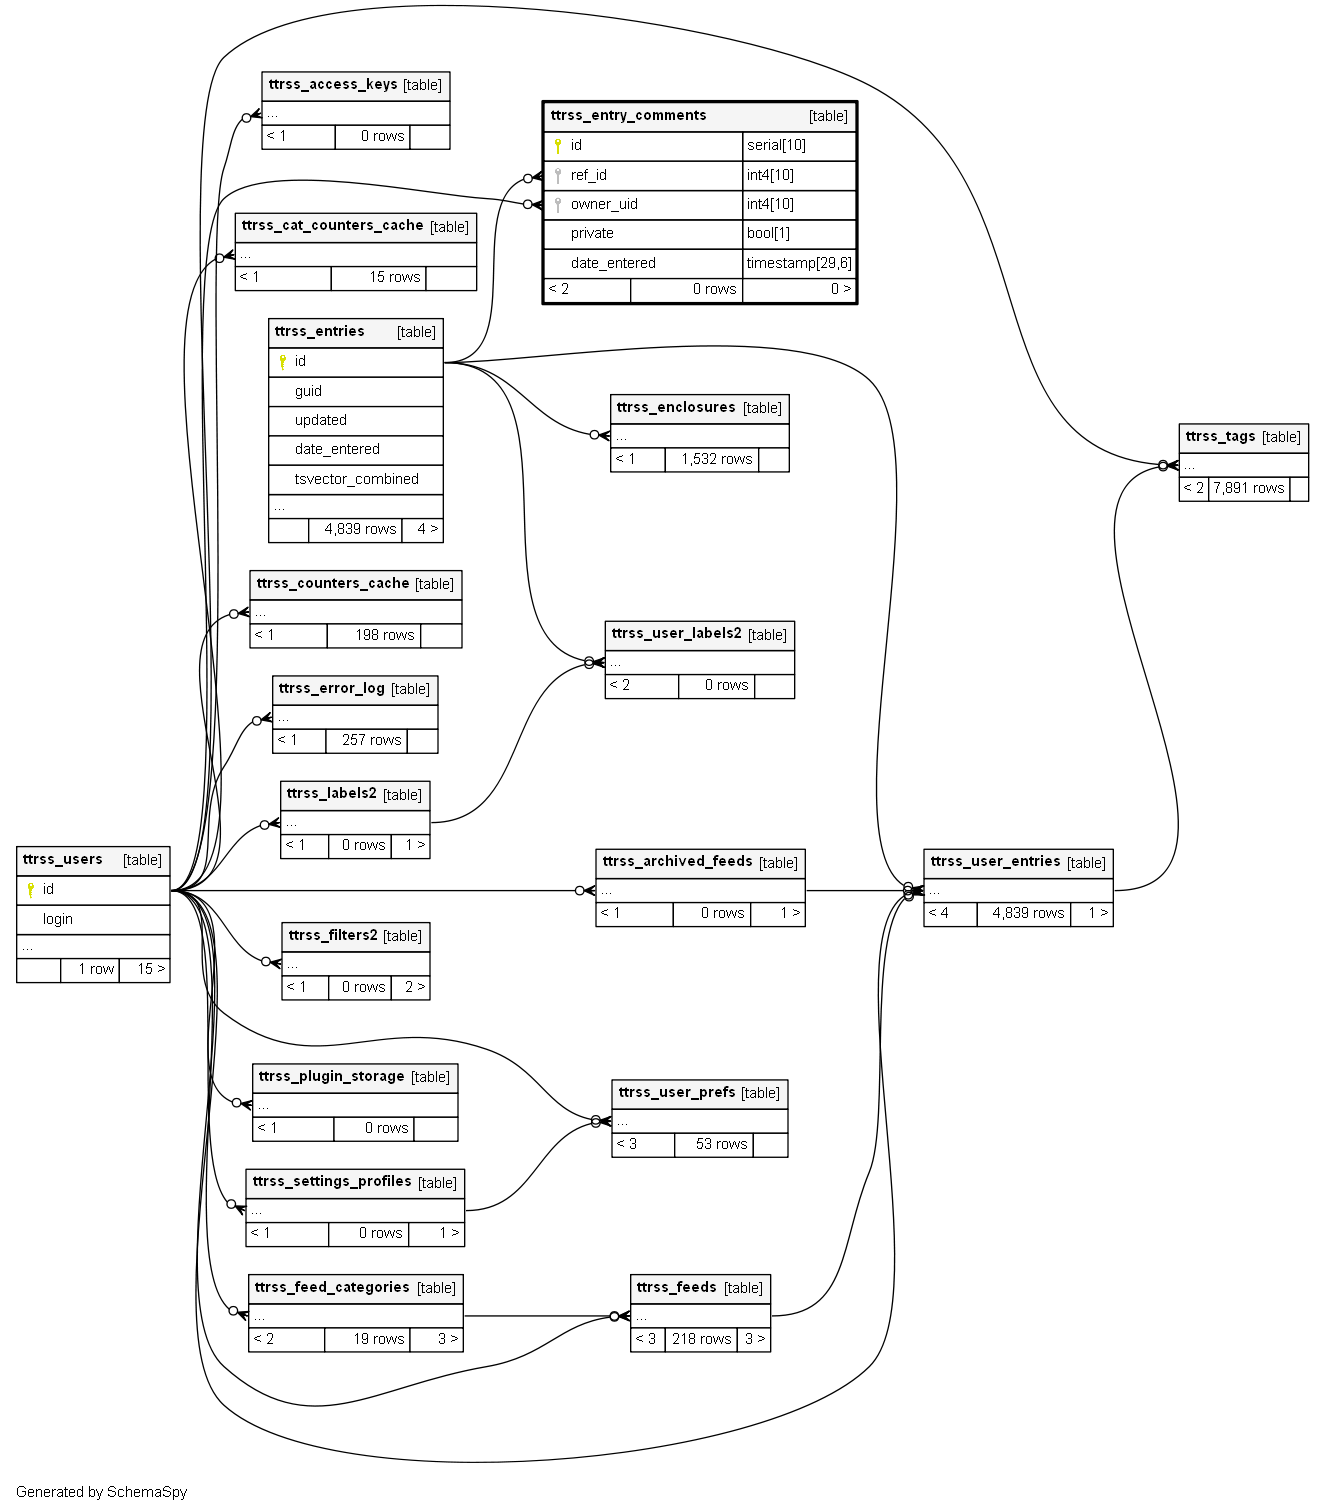 ttrss_access_keys [table]
...
< 1 0 rows
ttrss_entry_comments [table]
id serial[10]
ref_id int4[10]
owner_uid int4[10]
private bool[1]
date_entered timestamp[29,6]
< 2 0 rows 0 >
ttrss_cat_counters_cache [table]
...
< 1 15 rows
ttrss_entries [table]
id
guid
updated
date_entered
tsvector_combined
...
4,839 rows 4 >
ttrss_enclosures [table]
...
< 1 1,532 rows
ttrss_tags [table]
...
< 2 7,891 rows
ttrss_counters_cache [table]
...
< 1 198 rows
ttrss_user_labels2 [table]
...
< 2 0 rows
ttrss_error_log [table]
...
< 1 257 rows
ttrss_labels2 [table]
...
< 1 0 rows 1 >
ttrss_users [table]
id
login
...
1 row 15 >
ttrss_archived_feeds [table]
...
< 1 0 rows 1 >
ttrss_user_entries [table]
...
< 4 4,839 rows 1 >
ttrss_filters2 [table]
...
< 1 0 rows 2 >
ttrss_plugin_storage [table]
...
< 1 0 rows
ttrss_user_prefs [table]
...
< 3 53 rows
ttrss_settings_profiles [table]
...
< 1 0 rows 1 >
ttrss_feed_categories [table]
...
< 2 19 rows 3 >
ttrss_feeds [table]
...
< 3 218 rows 3 >
Generated by SchemaSpy